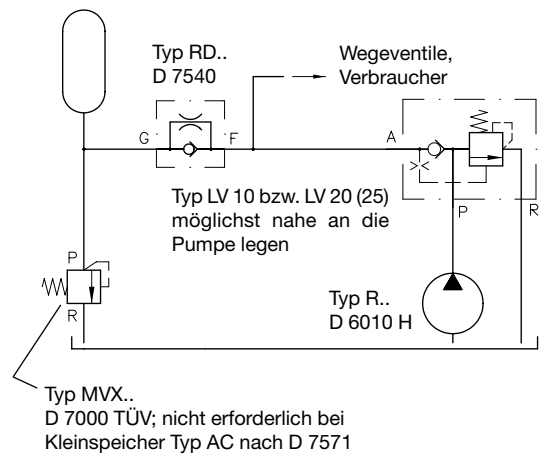 Typ RD..
D 7540
Wegeventile,
Verbraucher
G
F
A
Typ LV 10 bzw. LV 20 (25)
möglichst nahe an die
Pumpe legen
P
R
P
R
Typ R..
D 6010 H
Typ MVX..
D 7000 TÜV; nicht erforderlich bei
Kleinspeicher Typ AC nach D 7571